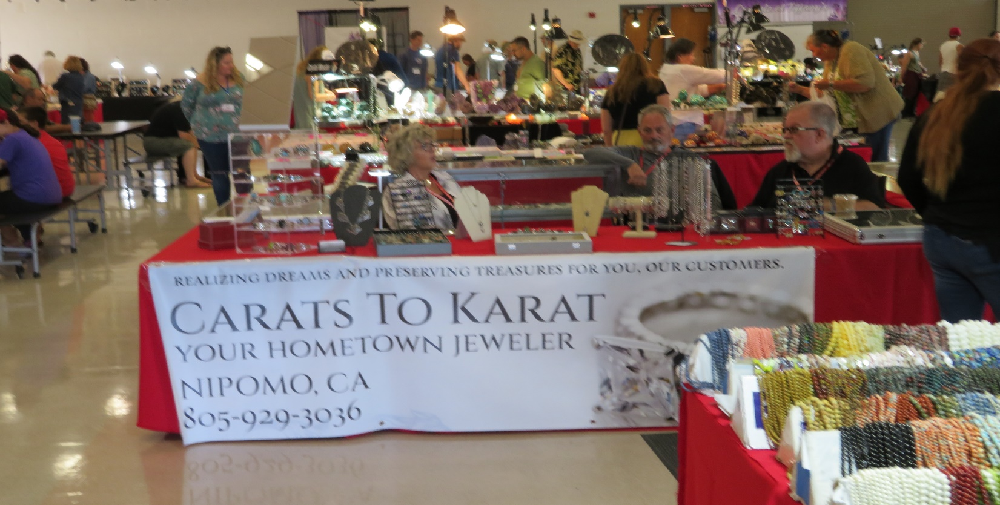 REALIZING DREAMS AND PRESERVING TREASURES FOR YOU, OUR CUSTOMERS.
CARATS TO KARAT
YOUR HOMETOWN JEWELER
NIPOMO, CA
805-929-3036